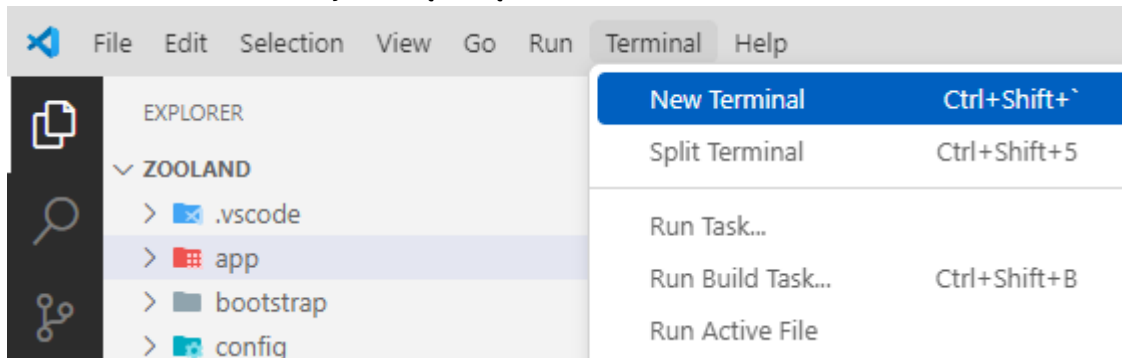 File Edit Selection View Go Run Terminal Help
EXPLORER
ZOOLAND
.vscode
app
bootstrap
config
New Terminal Ctrl+Shift+`
Split Terminal Ctrl+Shift+5
Run Task...
Run Build Task... Ctrl+Shift+B
Run Active File